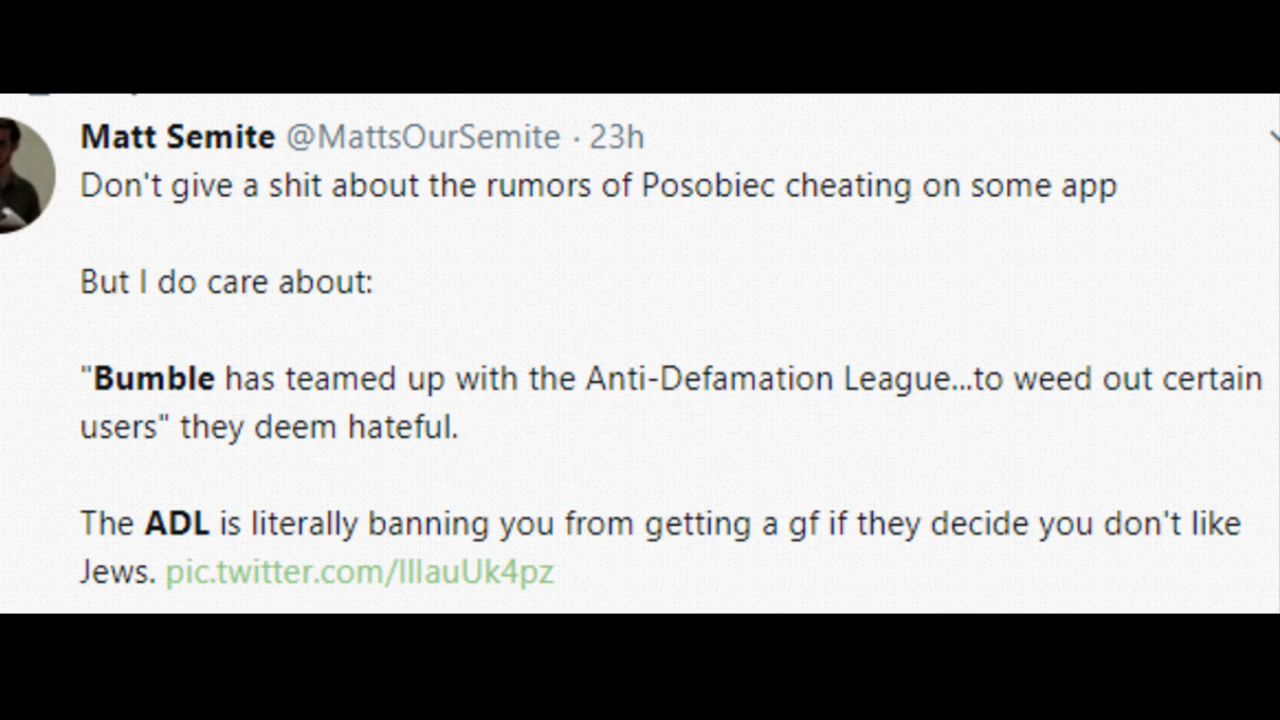 Matt Semite @MattsOurSemite · 23h
Don't give a shit about the rumors of Posobiec cheating on some app
But I do care about:
"Bumble has teamed up with the Anti-Defamation League...to weed out certain
users" they deem hateful.
The ADL is literally banning you from getting a gf if they decide you don't like
Jews. pic.twitter.com/lllauUk4pz